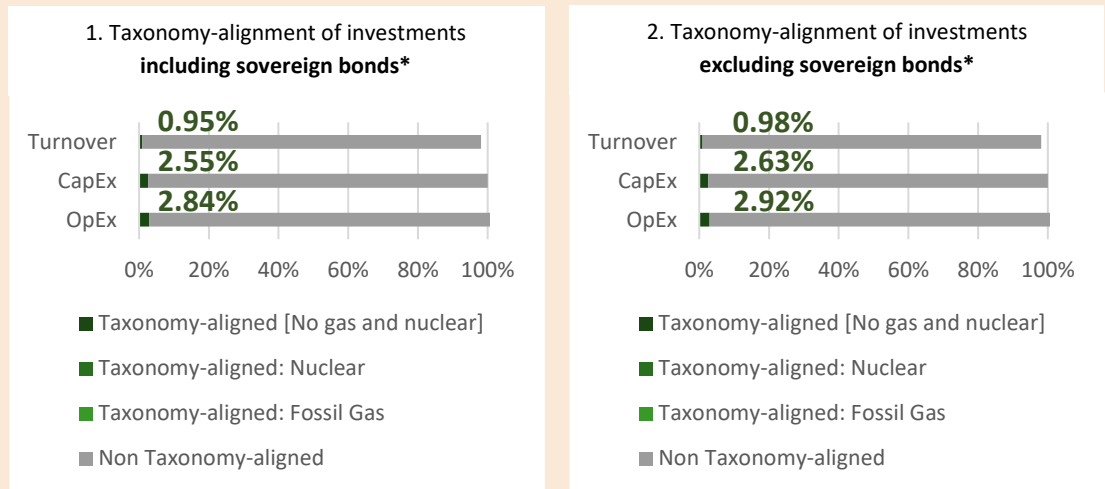 1. Taxonomy-alignment of investments
including sovereign bonds*
0.95%
Turnover
2.55%
CapEx
2.84%
OpEx
0% 20% 40% 60% 80% 100%
Taxonomy-aligned [No gas and nuclear]
Taxonomy-aligned: Nuclear
Taxonomy-aligned: Fossil Gas
Non Taxonomy-aligned
2. Taxonomy-alignment of investments
excluding sovereign bonds*
0.98%
Turnover
2.63%
CapEx
2.92%
OpEx
0% 20% 40% 60% 80% 100%
Taxonomy-aligned [No gas and nuclear]
Taxonomy-aligned: Nuclear
Taxonomy-aligned: Fossil Gas
Non Taxonomy-aligned